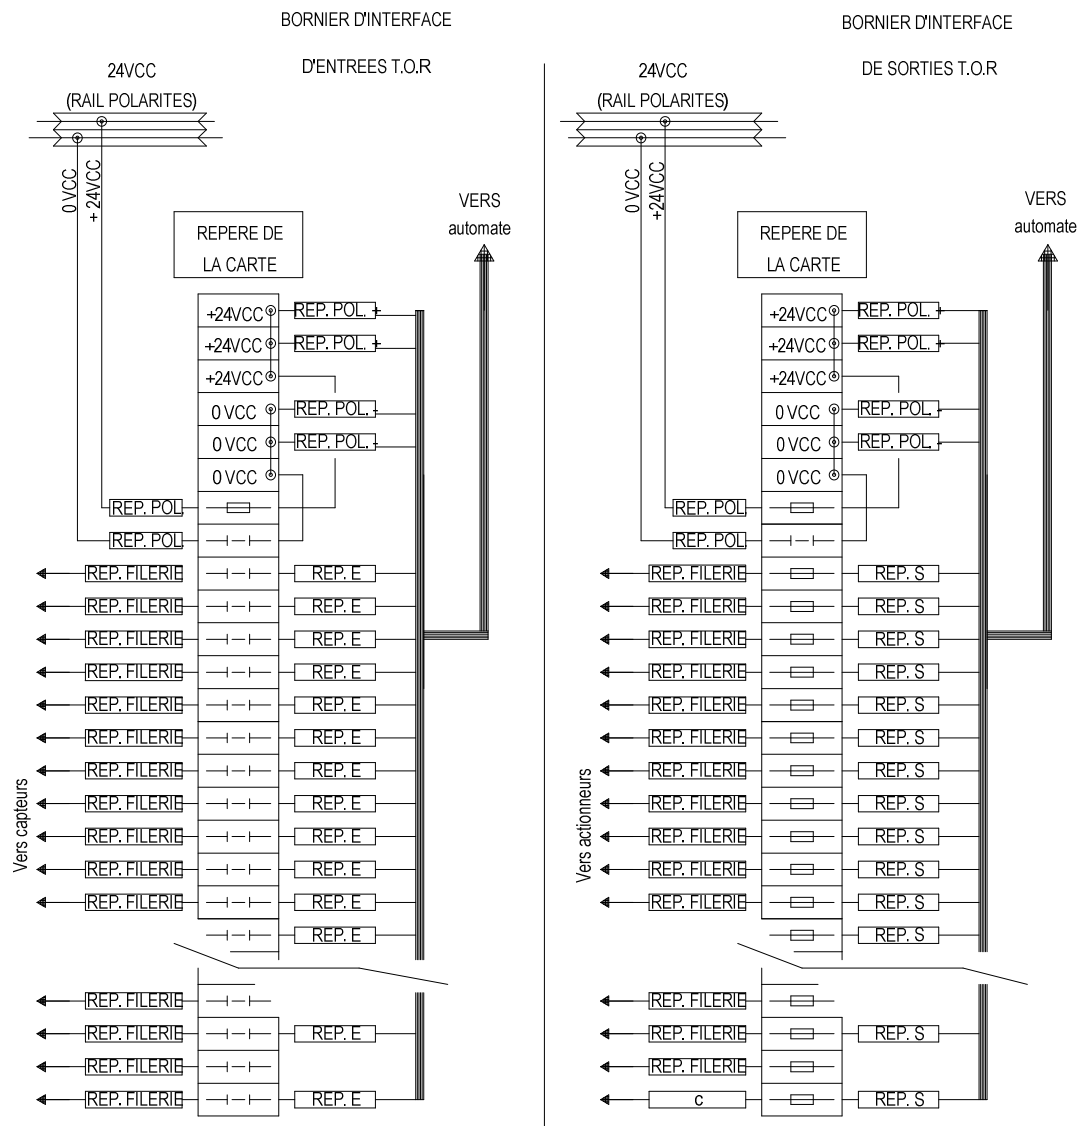 BORNIER D'INTERFACE
D'ENTREES T.O.R
24VCC
(RAIL POLARITES)
0 VCC
+ 24VCC
VERS
automate
REPERE DE
LA CARTE
+24VCC REP. POL. +
+24VCC REP. POL. +
+24VCC
0 VCC REP. POL. -
0 VCC REP. POL. -
0 VCC
REP. POL
REP. POL
REP. FILERIE REP. E
REP. FILERIE REP. E
REP. FILERIE REP. E
REP. FILERIE REP. E
REP. FILERIE REP. E
REP. FILERIE REP. E
REP. FILERIE REP. E
REP. FILERIE REP. E
REP. FILERIE REP. E
REP. FILERIE REP. E
REP. FILERIE REP. E
REP. E
Vers capteurs
REP. FILERIE
REP. FILERIE REP. E
REP. FILERIE
REP. FILERIE REP. E
BORNIER D'INTERFACE
DE SORTIES T.O.R
24VCC
(RAIL POLARITES)
0 VCC
+ 24VCC
VERS
automate
REPERE DE
LA CARTE
+24VCC REP. POL. +
+24VCC REP. POL. +
+24VCC
0 VCC REP. POL. -
0 VCC REP. POL. -
0 VCC
REP. POL
REP. POL
REP. FILERIE REP. S
REP. FILERIE REP. S
REP. FILERIE REP. S
REP. FILERIE REP. S
REP. FILERIE REP. S
REP. FILERIE REP. S
REP. FILERIE REP. S
REP. FILERIE REP. S
REP. FILERIE REP. S
REP. FILERIE REP. S
REP. FILERIE REP. S
REP. S
Vers actionneurs
REP. FILERIE
REP. FILERIE REP. S
REP. FILERIE
c REP. S